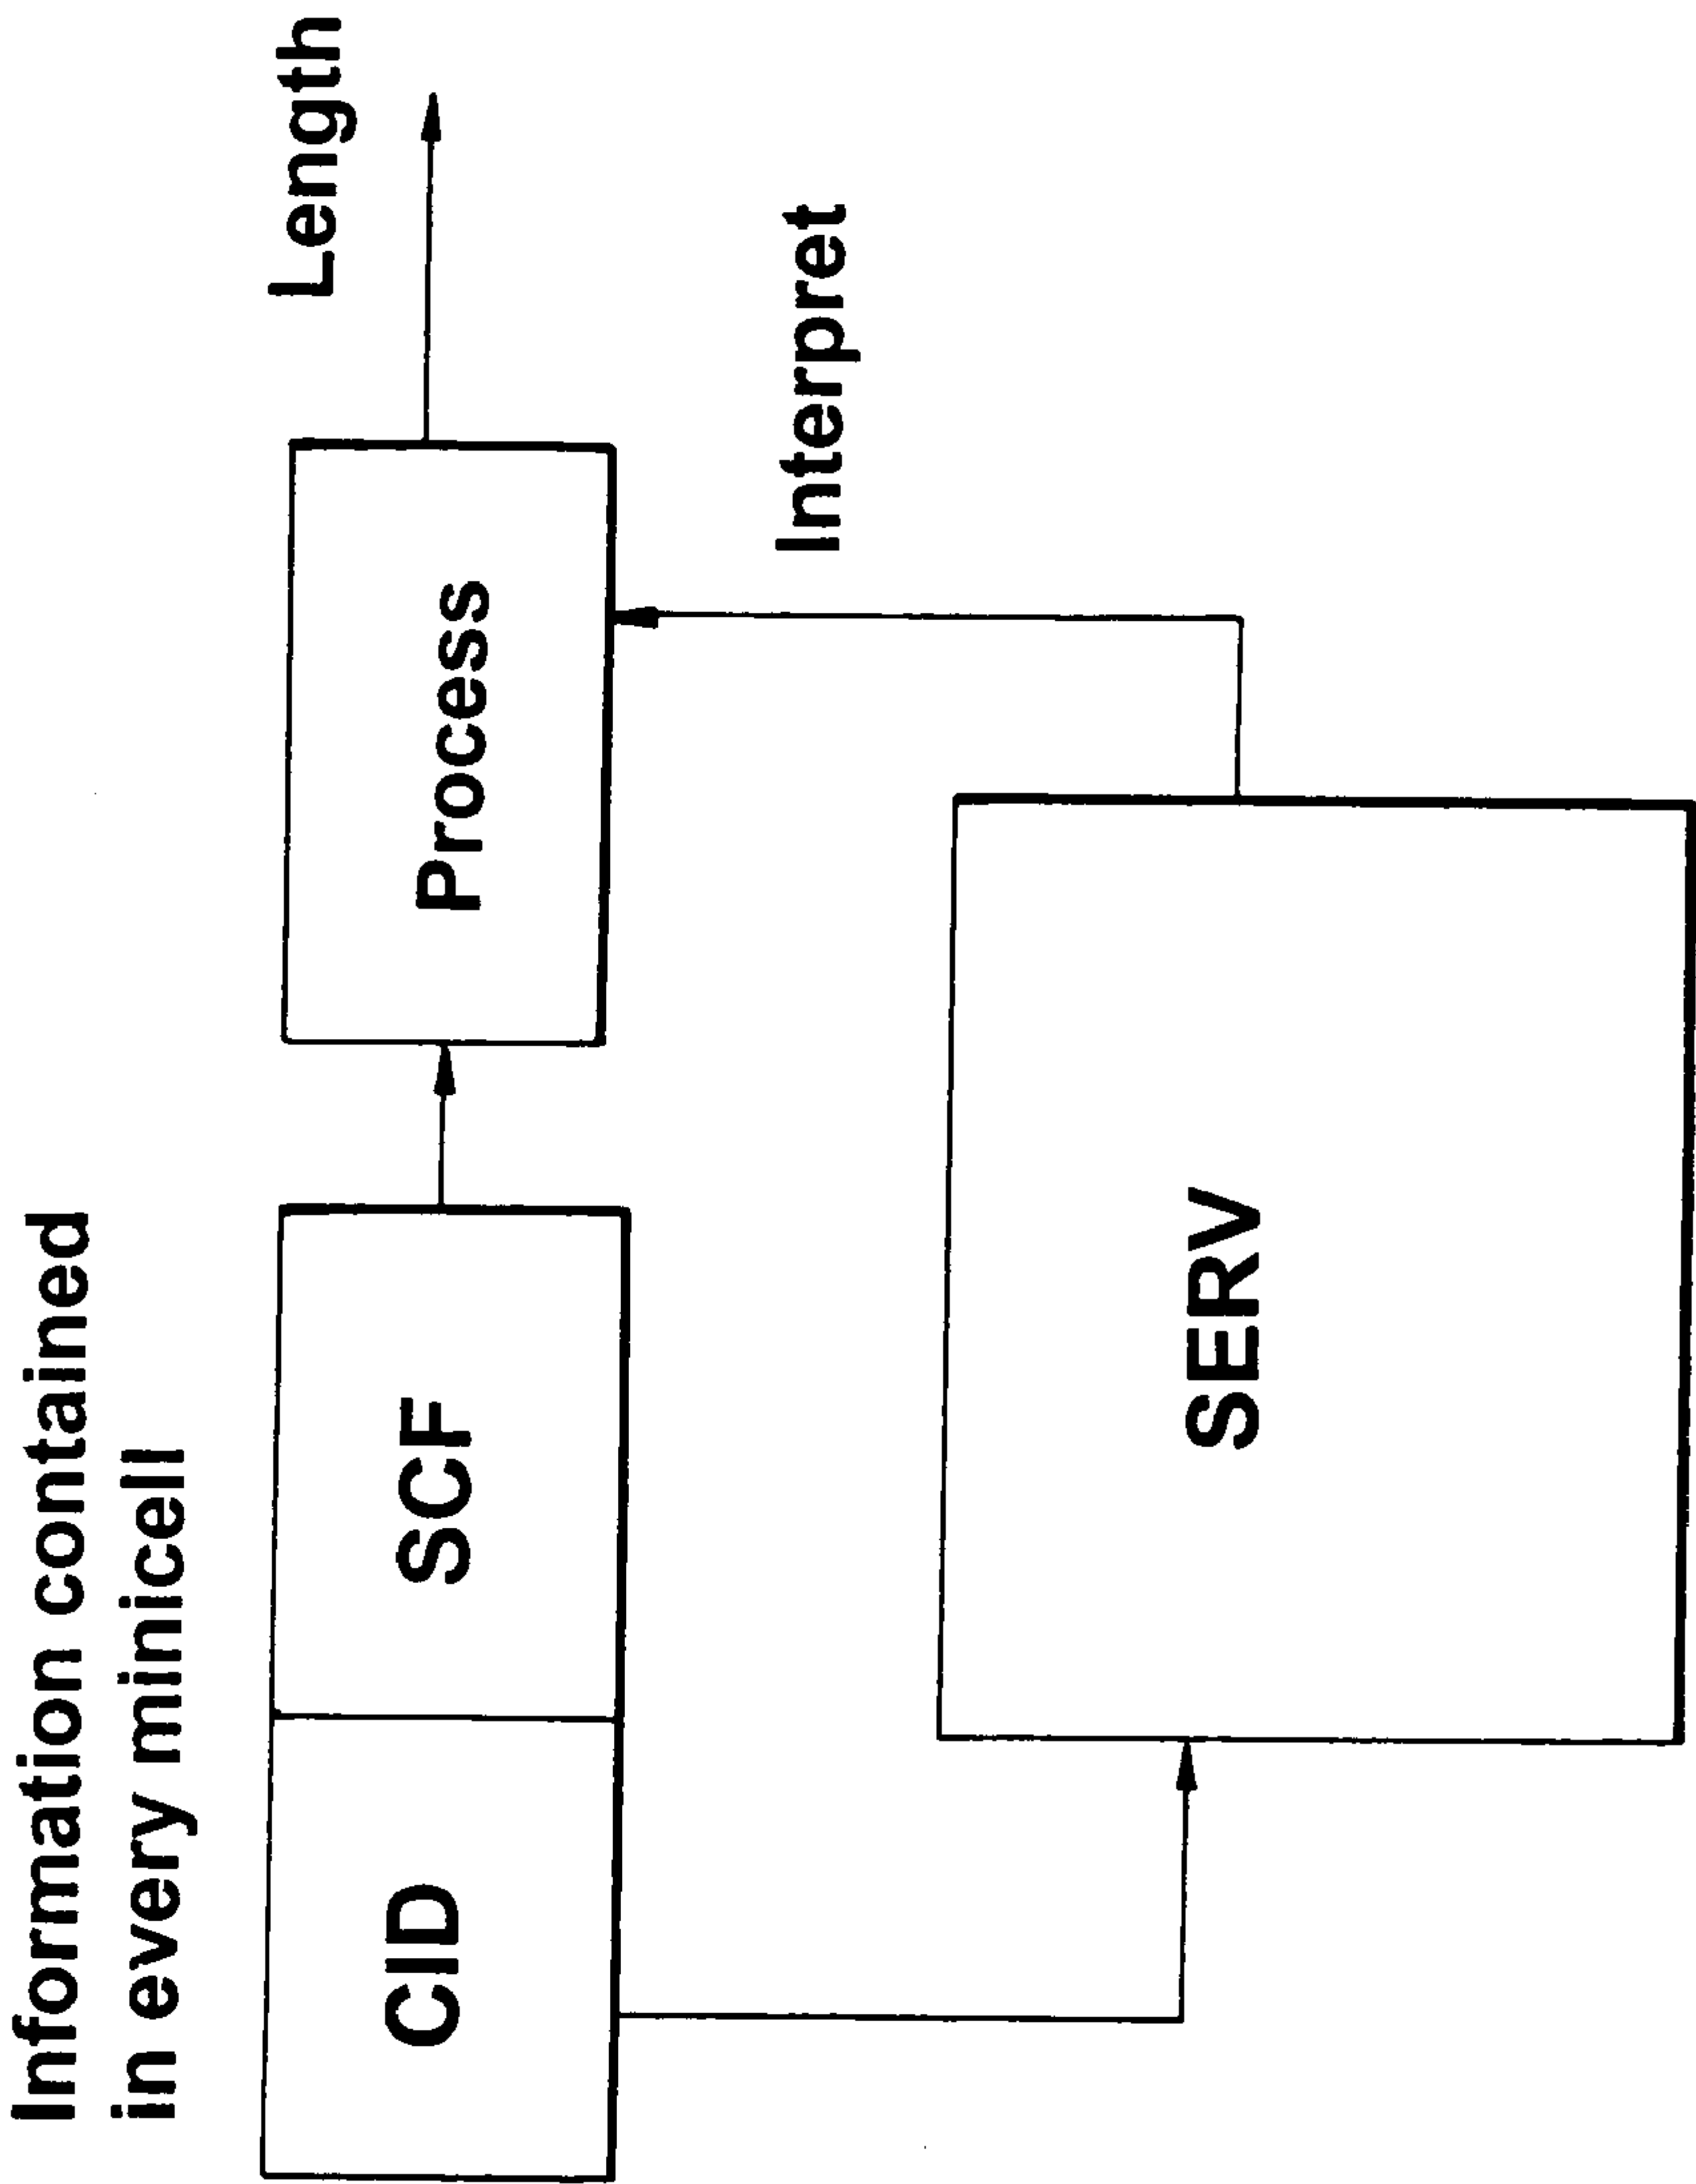 Information contained
in every minicell
CID
SCF
Process
Length
Interpret
SERV